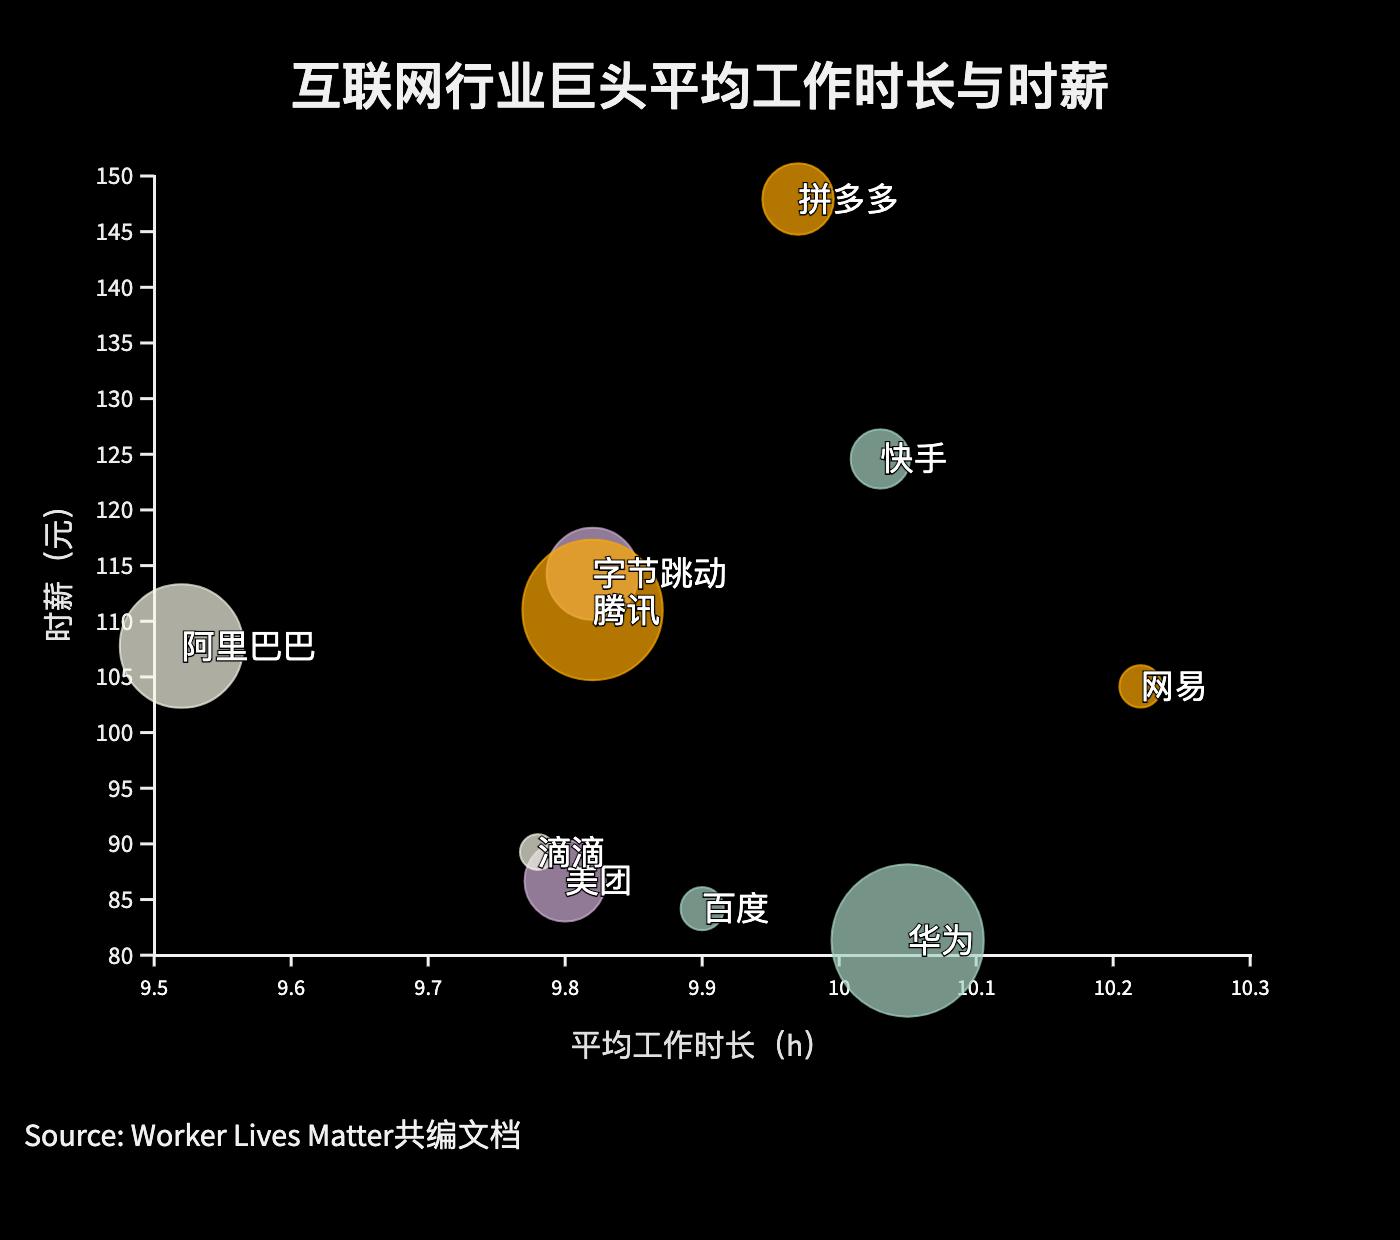 互联网行业巨头平均工作时长与时薪
150
145
140
135
130
125
120
115
110
105
100
95
90
85
80
时薪（元）
拼多多
快手
字节跳动
腾讯
阿里巴巴
网易
滴滴
美团
百度
华为
9.5 9.6 9.7 9.8 9.9 10 10.1 10.2 10.3
平均工作时长（h）
Source: Worker Lives Matter共编文档